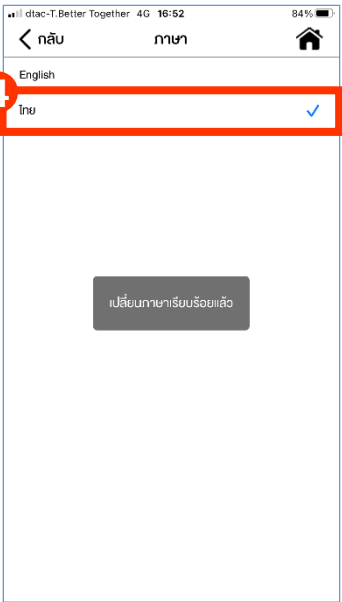 dtac-T.Better Together 4G 16:52 84%
กลับ ภาษา
English
4
ไทย
เปลี่ยนภาษาเรียบร้อยแล้ว